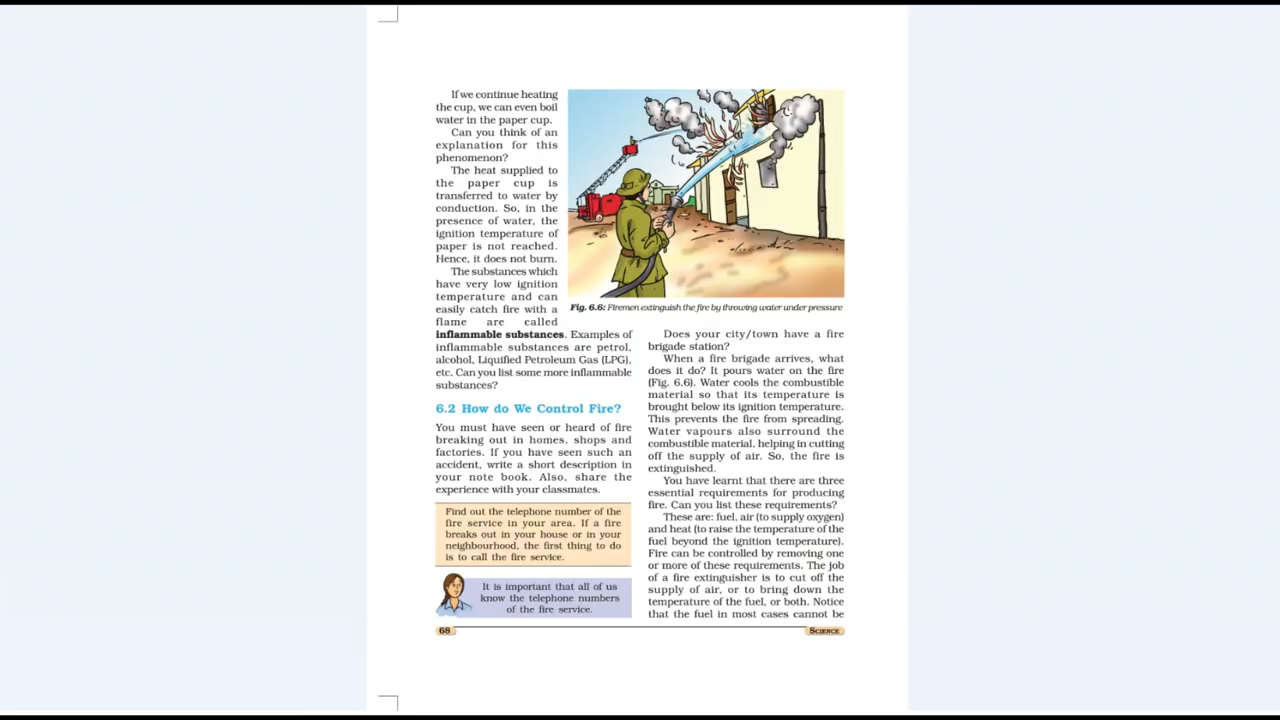 If we continue heating
the cup, we can even boil
water in the paper cup.
Can you think of an
explanation for this
phenomenon?
The heat supplied to
the paper cup is
transferred to water by
conduction. So, in the
presence of water, the
ignition temperature of
paper is not reached.
Hence, it does not burn.
The substances which
have very low ignition
temperature and can
easily catch fire with a
flame are called
inflammable substances. Examples of
inflammable substances are petrol,
alcohol, Liquified Petroleum Gas (LPG),
etc. Can you list some more inflammable
substances?
6.2 How do We Control Fire?
You must have seen or heard of fire
breaking out in homes, shops and
factories. If you have seen such an
accident, write a short description in
your note book. Also, share the
experience with your classmates.
Find out the telephone number of the
fire service in your area. If a fire
breaks out in your house or in your
neighbourhood, the first thing to do
is to call the fire service.
It is important that all of us
know the telephone numbers
of the fire service.
Fig. 6.6: Firemen extinguish the fire by throwing water under pressure
Does your city/town have a fire
brigade station?
When a fire brigade arrives, what
does it do? It pours water on the fire
(Fig. 6.6). Water cools the combustible
material so that its temperature is
brought below its ignition temperature.
This prevents the fire from spreading.
Water vapours also surround the
combustible material, helping in cutting
off the supply of air. So, the fire is
extinguished.
You have learnt that there are three
essential requirements for producing
fire. Can you list these requirements?
These are: fuel, air (to supply oxygen)
and heat (to raise the temperature of the
fuel beyond the ignition temperature).
Fire can be controlled by removing one
or more of these requirements. The job
of a fire extinguisher is to cut off the
supply of air, or to bring down the
temperature of the fuel, or both. Notice
that the fuel in most cases cannot be
68
SCIENCE